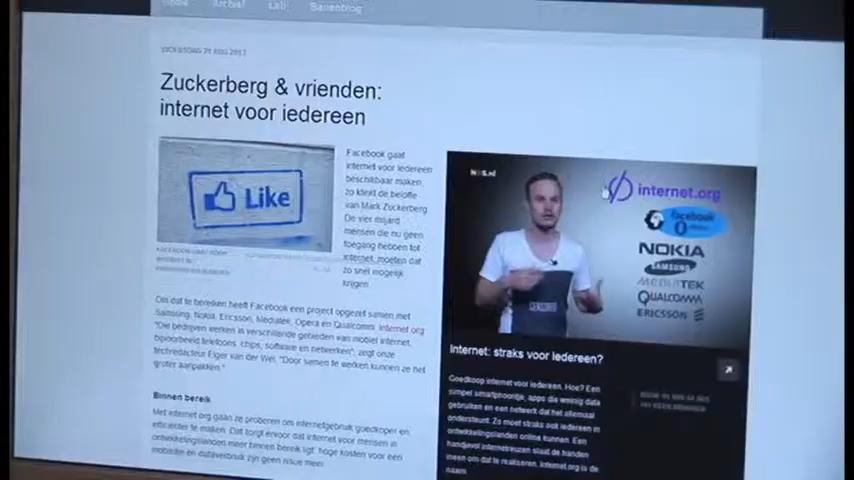 Home Archief Lab Buitenblog
WOENSDAG 21 AUG 2013
Zuckerberg & vrienden:
internet voor iedereen
Like
Facebook gaat
internet voor iedereen
beschikbaar maken,
zo klinkt de belofte
van Mark Zuckerberg
De vier miljard
mensen die nu geen
toegang hebben tot
internet, moeten dat
zo snel mogelijk
krijgen
Om dat te bereiken heeft Facebook een project opgezet samen met
Samsung, Nokia, Ericsson, Mediatek, Opera en Qualcomm: internet.org
"De bedrijven werken in verschillende gebieden van mobiel internet,
bijvoorbeeld telefoons, chips, software en netwerken", zegt onze
techredacteur Elger van der Wel. "Door samen te werken kunnen ze het
groter aanpakken."
Binnen bereik
Met internet.org gaan ze proberen om internetgebruik goedkoper en
efficiënter te maken. Dat zorgt ervoor dat internet voor mensen in
ontwikkelingslanden meer binnen bereik ligt: hoge kosten voor een
mobieltje en dataverbruik zijn geen issue meer.
NOS.nl
internet.org
facebook
0
NOKIA
SAMSUNG
MEDIATEK
QUALCOMM
ERICSSON
Internet: straks voor iedereen?
Goedkoop internet voor iedereen. Hoe? Een
simpel smartphoontje, apps die weinig data
gebruiken en een netwerk dat het allemaal
ondersteunt. Zo moet straks ook iedereen in
ontwikkelingslanden online kunnen. Een
handjevol internetreuzen slaat de handen
ineen om dat te realiseren, Internet.org is de
naam